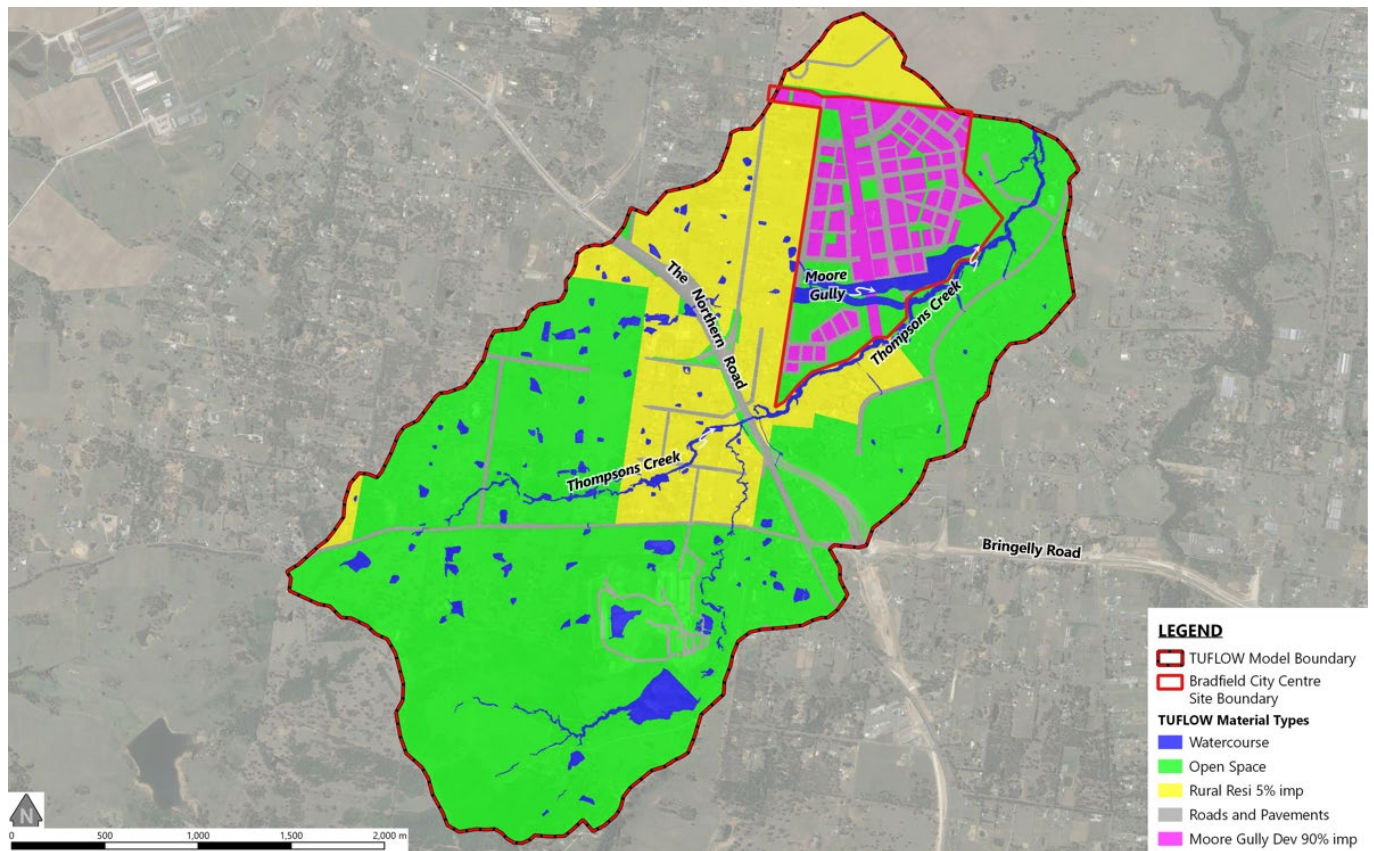 Moore
Gully
The Northern Road
Thompsons Creek
Thompsons Creek
Bringelly Road
LEGEND
TUFLOW Model Boundary
Bradfield City Centre
Site Boundary
TUFLOW Material Types
Watercourse
Open Space
Rural Resi 5% imp
Roads and Pavements
Moore Gully Dev 90% imp
N
0 500 1,000 1,500 2,000 m